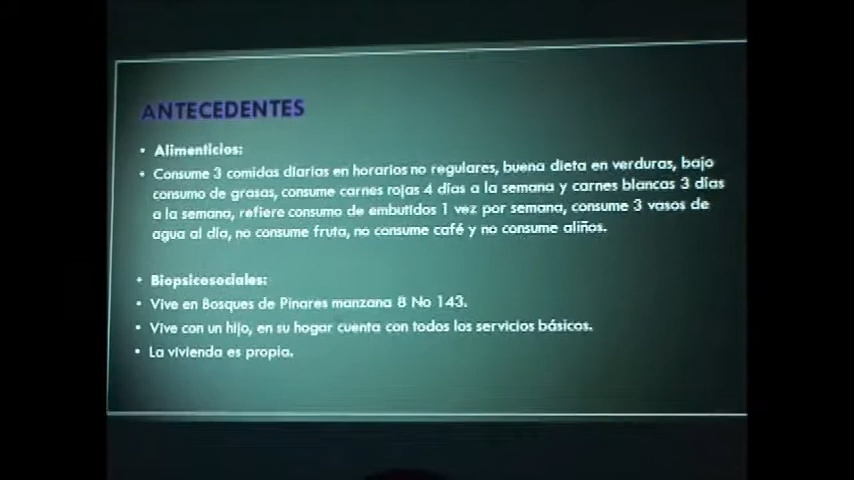 ANTECEDENTES
• Alimenticios:
• Consume 3 comidas diarias en horarios no regulares, buena dieta en verduras, bajo
consumo de grasas, consume carnes rojas 4 días a la semana y carnes blancas 3 días
a la semana, refiere consumo de embutidos 1 vez por semana, consume 3 vasos de
agua al día, no consume fruta, no consume café y no consume aliños.
• Biopsicosociales:
• Vive en Bosques de Pinares manzana 8 No 143.
• Vive con un hijo, en su hogar cuenta con todos los servicios básicos.
• La vivienda es propia.